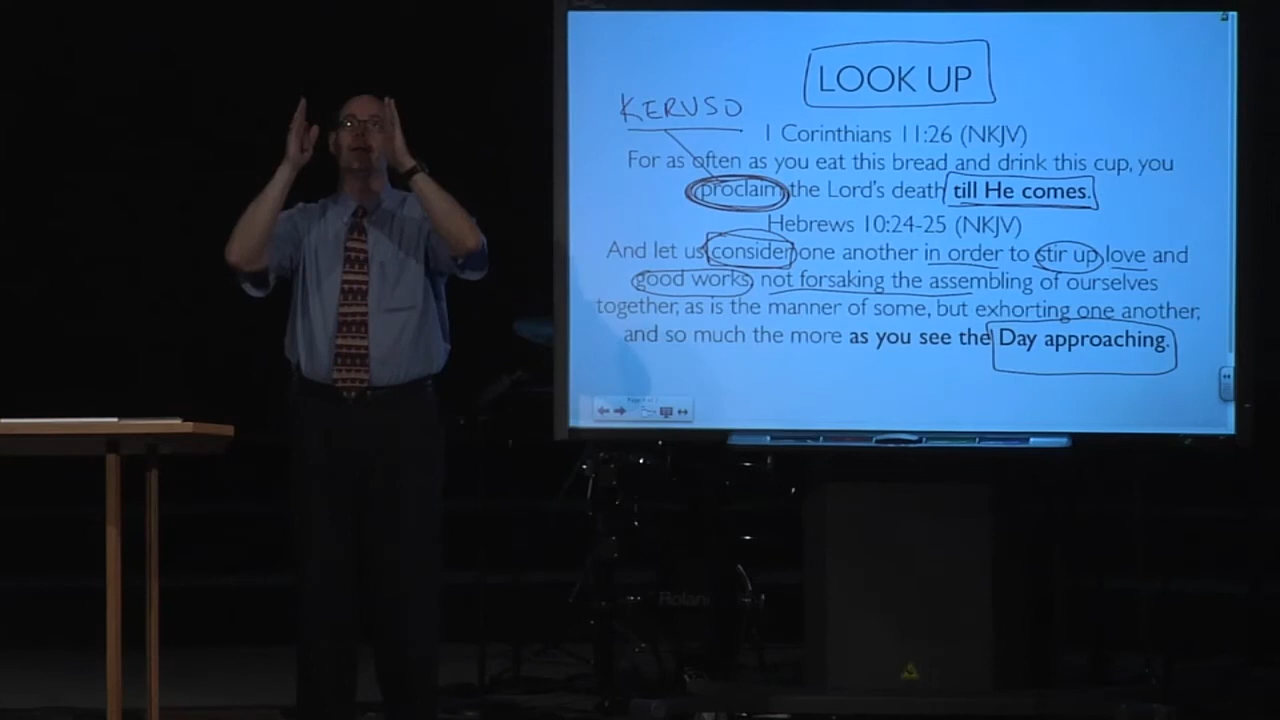 LOOK UP
KERUSO
1 Corinthians 11:26 (NKJV)
For as often as you eat this bread and drink this cup, you
proclaim the Lord's death till He comes.
Hebrews 10:24-25 (NKJV)
And let us consider one another in order to stir up love and
good works, not forsaking the assembling of ourselves
together, as is the manner of some, but exhorting one another,
and so much the more as you see the Day approaching.
Roland